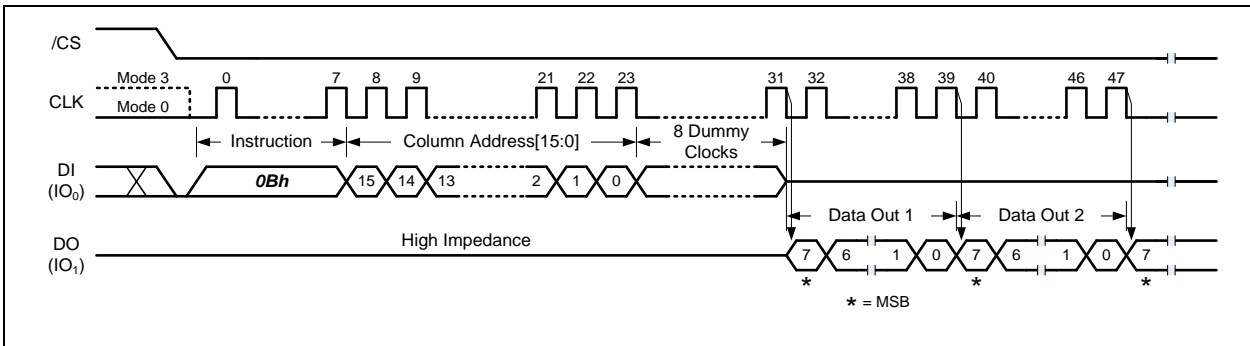 /CS
Mode 3 0 7 8 9 21 22 23 31 32 38 39 40 46 47
CLK
Mode 0
Instruction Column Address[15:0] 8 Dummy Clocks
DI (IO0) 0Bh 15 14 13 2 1 0
Data Out 1 Data Out 2
High Impedance
DO (IO1) 7 6 1 0 7 6 1 0 7
* * *
* = MSB